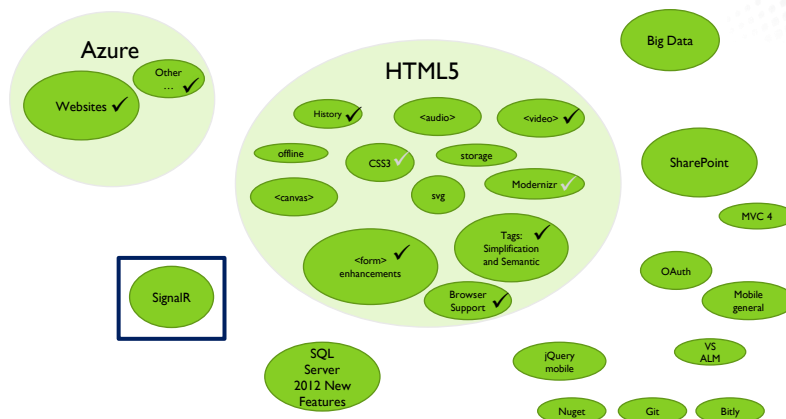 Azure
Other
...
Websites
HTML5
History
<audio>
<video>
offline
CSS3
storage
Modernizr
<canvas>
svg
<form>
enhancements
Tags:
Simplification
and Semantic
Browser
Support
Big Data
SharePoint
MVC 4
OAuth
Mobile
general
SignalR
SQL
Server
2012 New
Features
jQuery
mobile
VS
ALM
Nuget
Git
Bitly